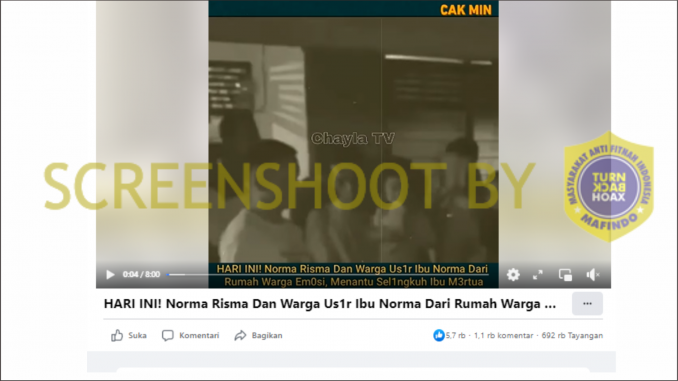 CAK MIN
Chayla TV
SCREENSHOOT BY
MASYARAKAT ANTI FITNAH INDONESIA
TURN
BACK
HOAX
MAFINDO
HARI INI! Norma Risma Dan Warga Us1r Ibu Norma Dari
Rumah Warga Em0si, Menantu Sel1ngkuh Ibu M3rtua
0:04 / 8:00
HARI INI! Norma Risma Dan Warga Us1r Ibu Norma Dari Rumah Warga ...
Suka
Komentari
Bagikan
5,7 rb · 1,1 rb komentar · 692 rb Tayangan